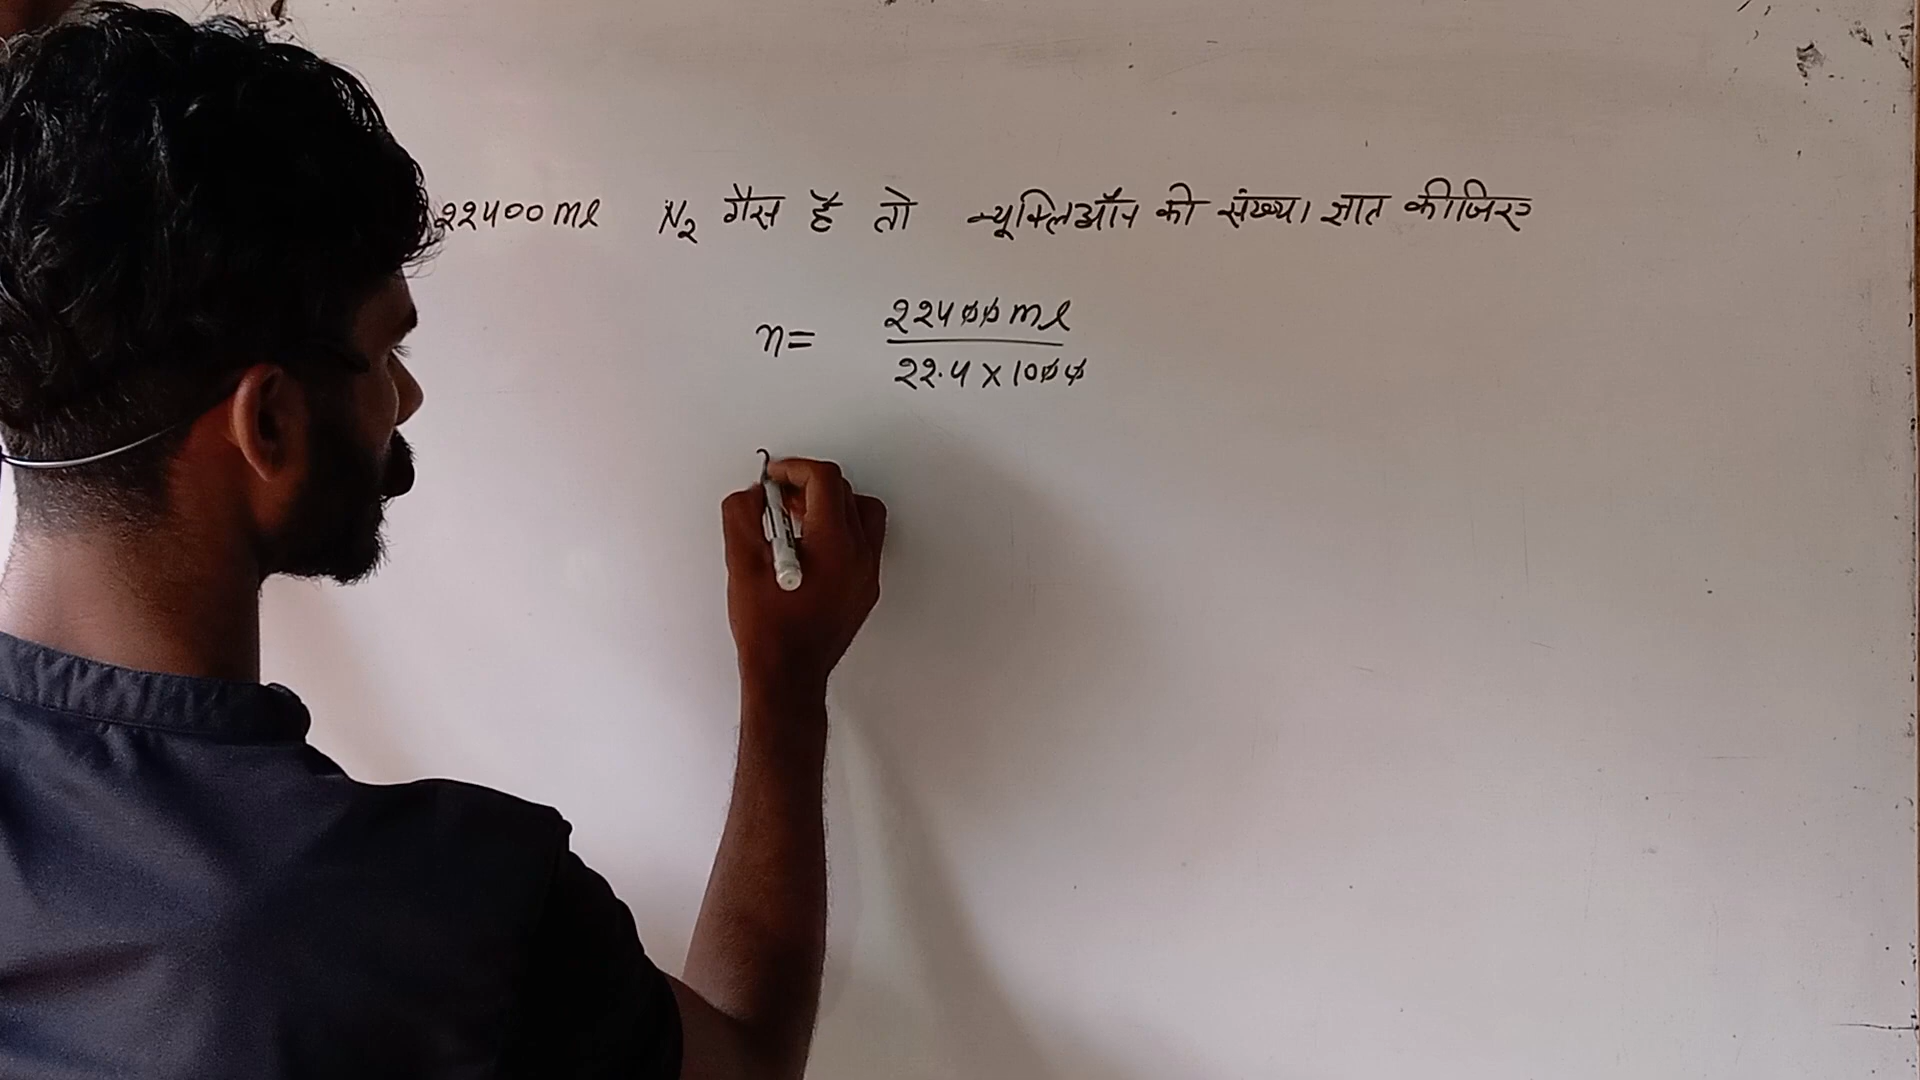 22400 ml N2 गैस है तो न्यूक्लिऑन की संख्या ज्ञात कीजिए
n= 22400 ml
22.4 x 1000